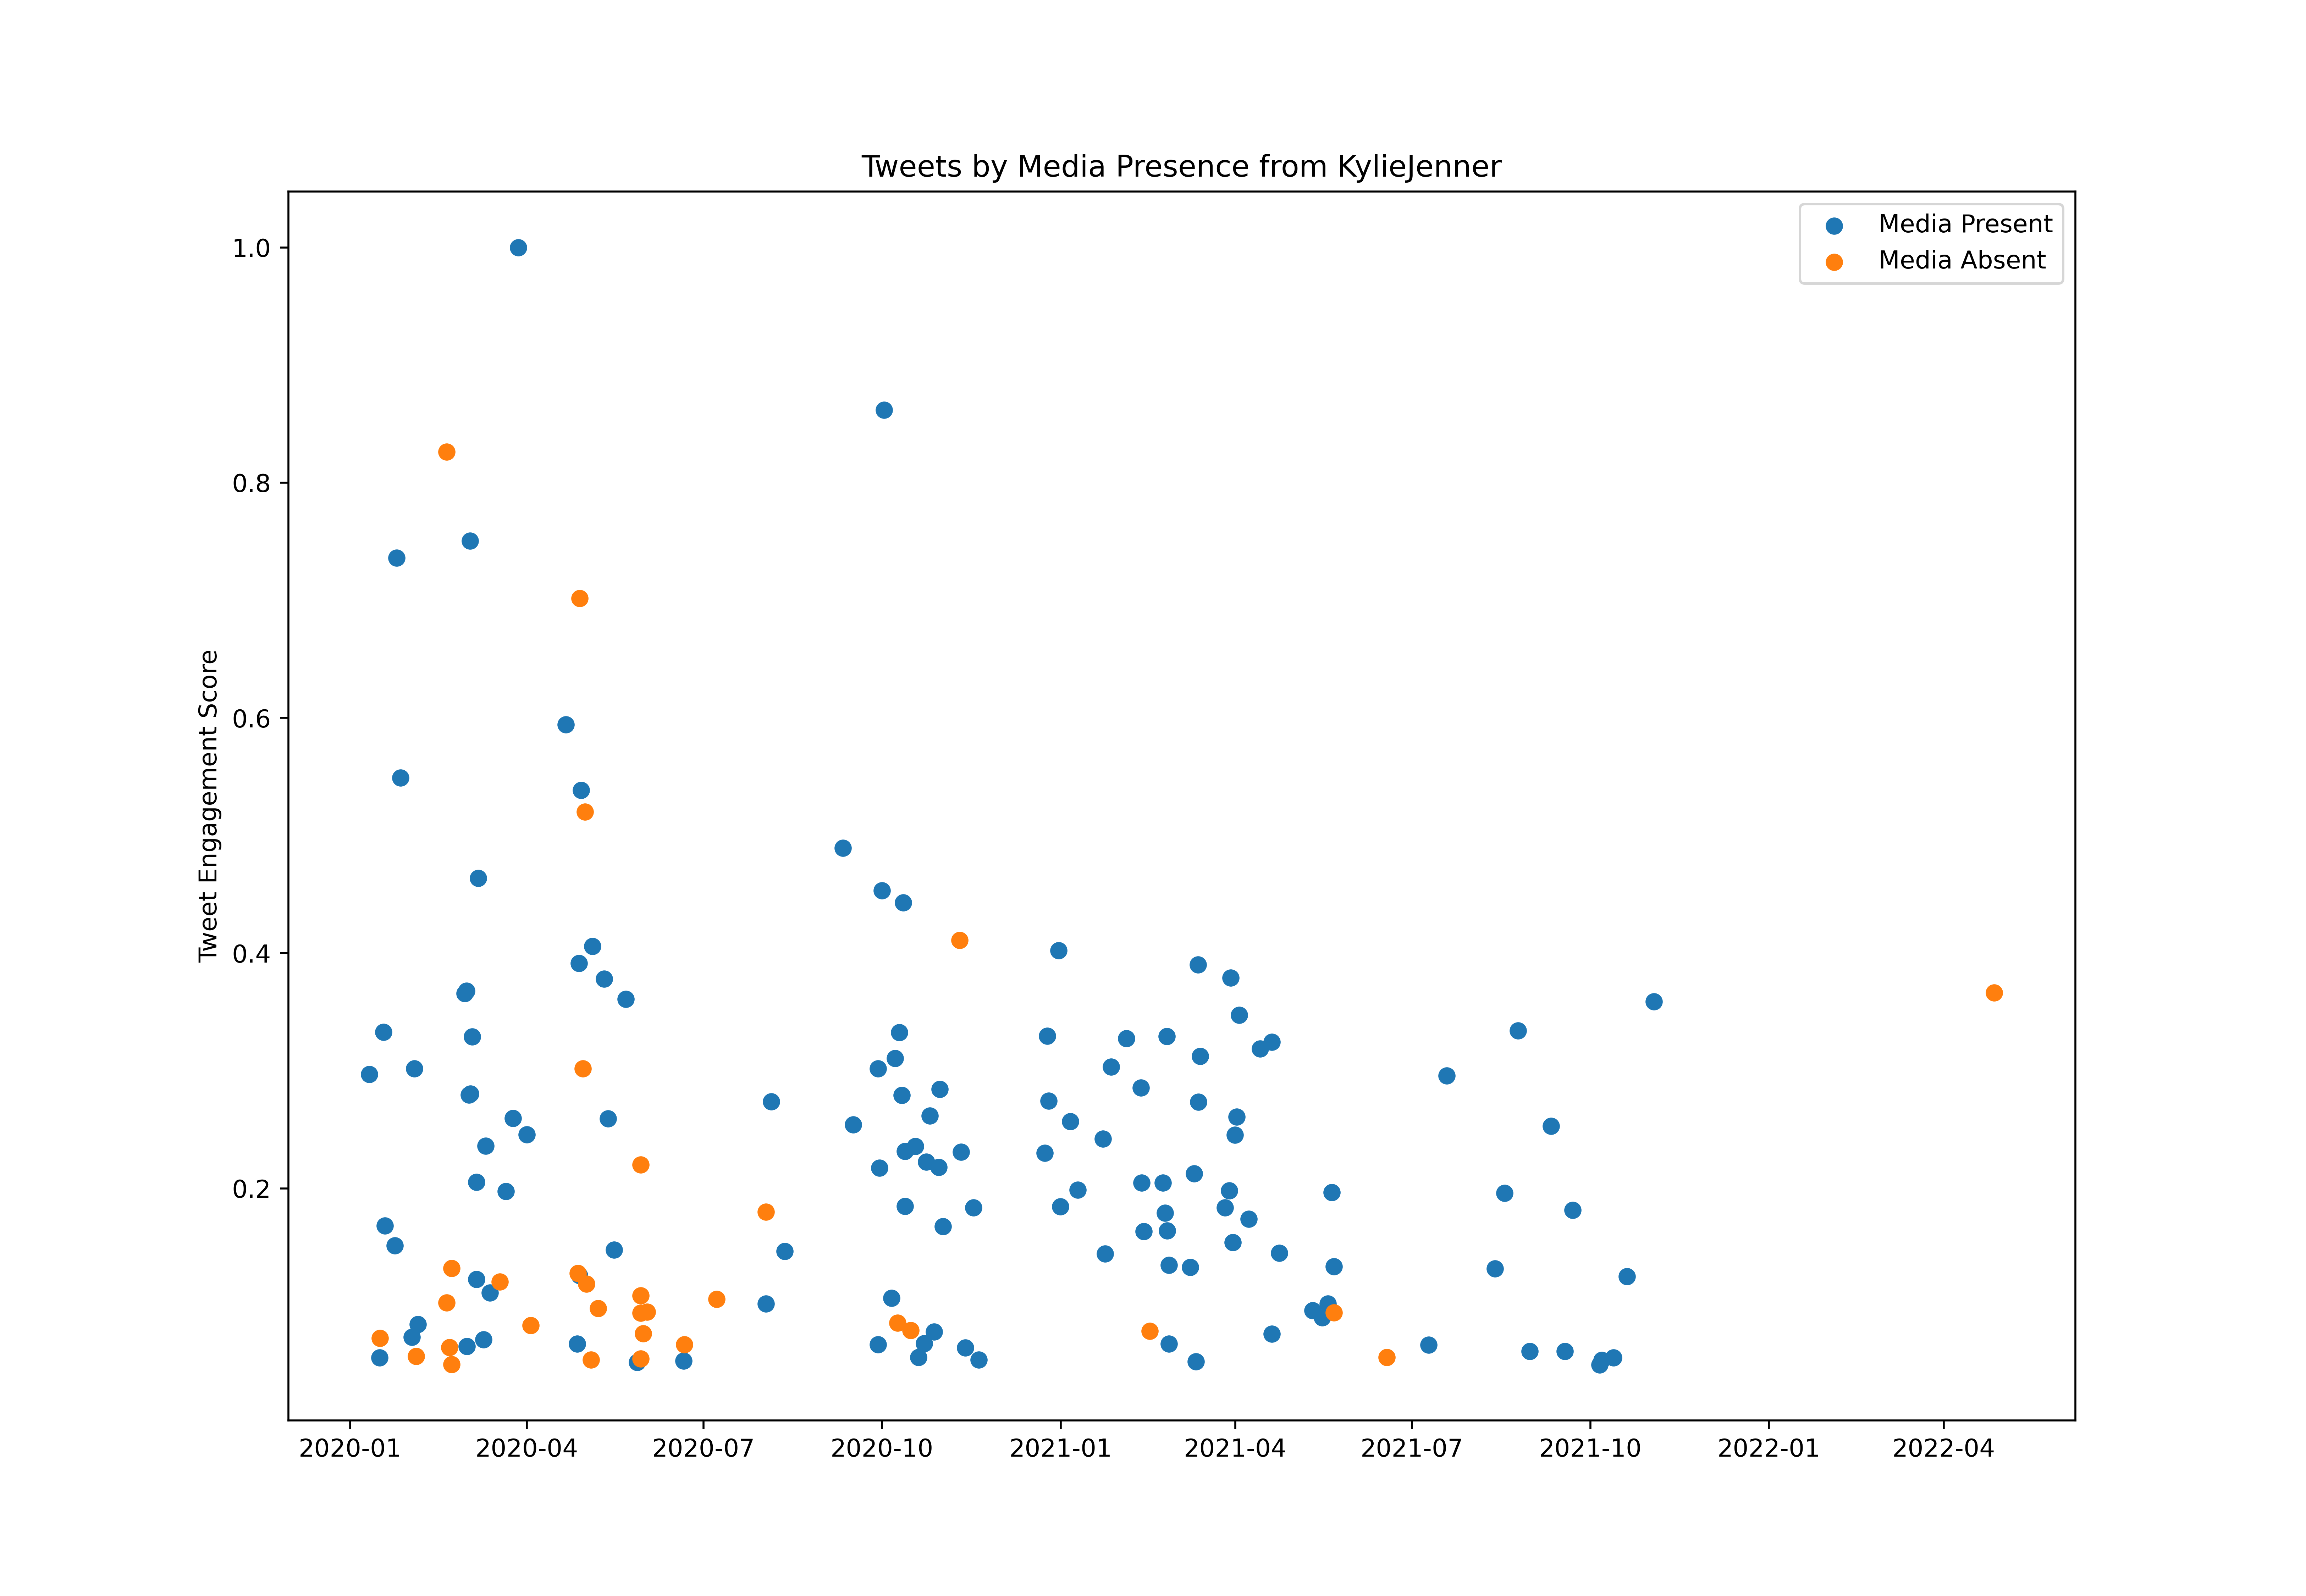 Tweets by Media Presence from KylieJenner
Media Present
Media Absent
Tweet Engagement Score
1.0
0.8
0.6
0.4
0.2
2020-01 2020-04 2020-07 2020-10 2021-01 2021-04 2021-07 2021-10 2022-01 2022-04